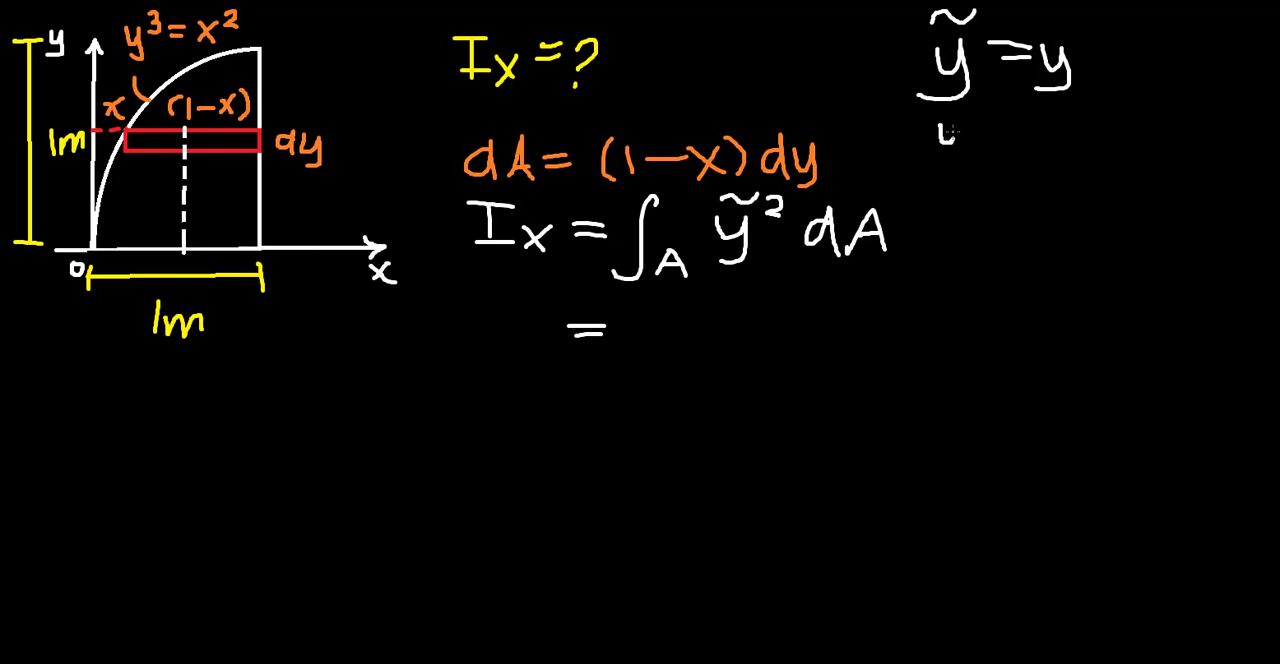 y³ = x²
y
x (1-x)
1m
dy
0
x
1m
Ix = ?
dA = (1-x) dy
Ix = ∫A ỹ² dA
=
ỹ = y